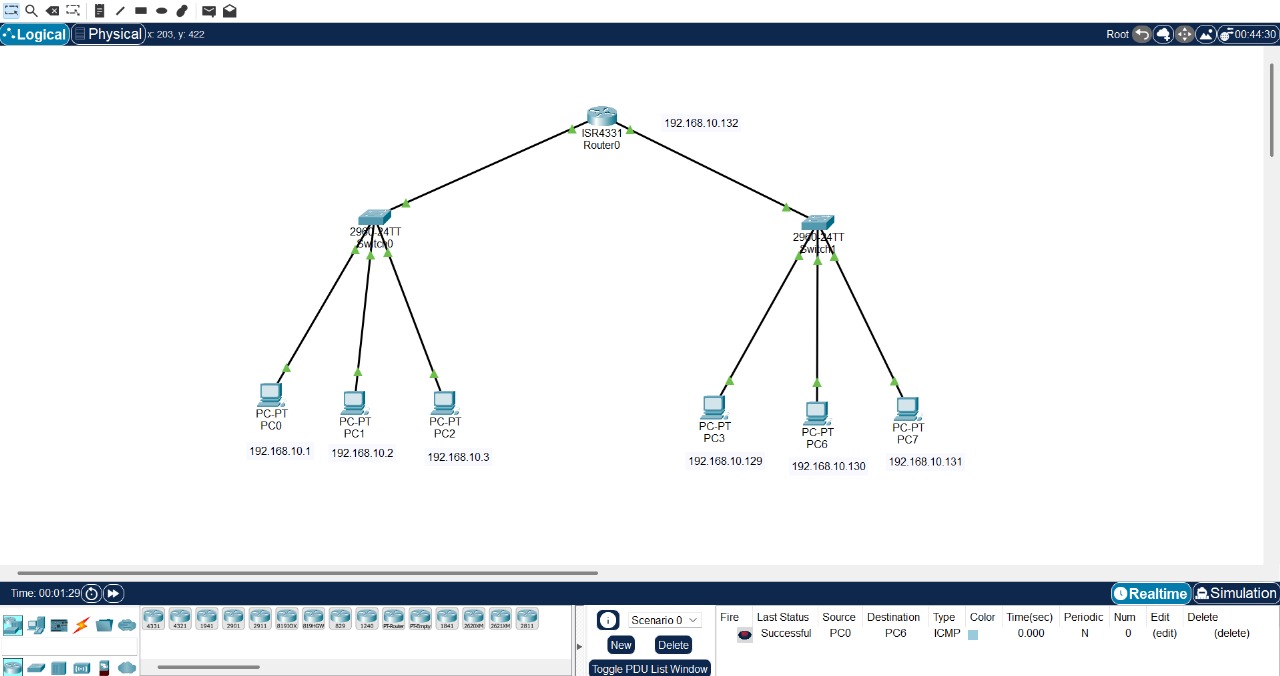 Logical Physical x: 203, y: 422 Root 00:44:30
192.168.10.132
ISR4331
Router0
2960-24TT
Switch0
2960-24TT
Switch1
PC-PT
PC0
PC-PT
PC1
PC-PT
PC2
PC-PT
PC3
PC-PT
PC6
PC-PT
PC7
192.168.10.1
192.168.10.2
192.168.10.3
192.168.10.129
192.168.10.130
192.168.10.131
Time: 00:01:29 Realtime Simulation
4331 4321 1941 2901 2911 819IOX 819HGW 829 1240 PT-Router PT-Empty 1841 2620XM 2621XM 2811
Scenario 0
New Delete
Toggle PDU List Window
Fire Last Status Source Destination Type Color Time(sec) Periodic Num Edit Delete
Successful PC0 PC6 ICMP 0.000 N 0 (edit) (delete)